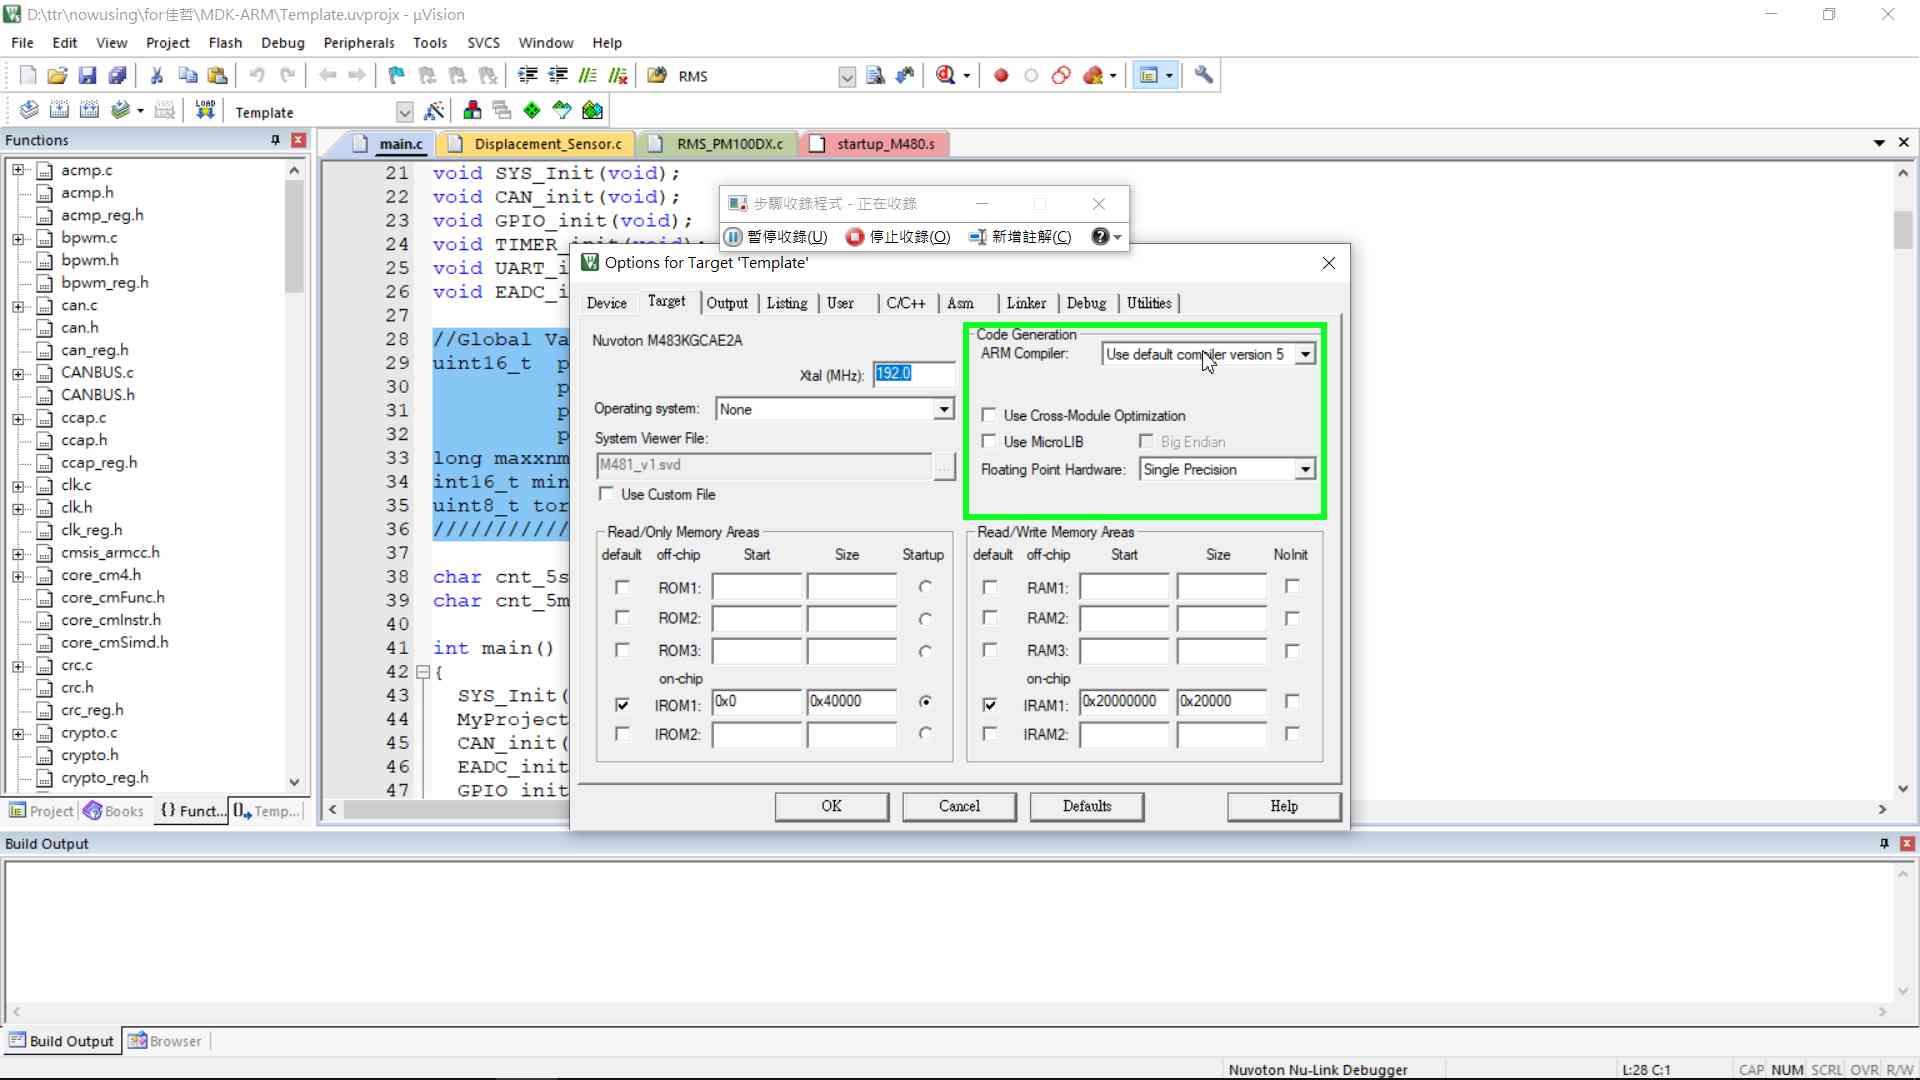 D:\ttr\nowusing\for佳哲\MDK-ARM\Template.uvprojx - µVision
File Edit View Project Flash Debug Peripherals Tools SVCS Window Help
RMS
LOAD Template
Functions
acmp.c
acmp.h
acmp_reg.h
bpwm.c
bpwm.h
bpwm_reg.h
can.c
can.h
can_reg.h
CANBUS.c
CANBUS.h
ccap.c
ccap.h
ccap_reg.h
clk.c
clk.h
clk_reg.h
cmsis_armcc.h
core_cm4.h
core_cmFunc.h
core_cmInstr.h
core_cmSimd.h
crc.c
crc.h
crc_reg.h
crypto.c
crypto.h
crypto_reg.h
Project Books {} Funct... Temp...
main.c Displacement_Sensor.c RMS_PM100DX.c startup_M480.s
21 void SYS_Init(void);
22 void CAN_init(void);
23 void GPIO_init(void);
24 void TIMER_init(void);
25 void UART_i
26 void EADC_i
27
28 //Global Va
29 uint16_t p
30 p
31 p
32 p
33 long maxxnm
34 int16_t min
35 uint8_t tor
36 ///////////
37
38 char cnt_5s
39 char cnt_5m
40
41 int main()
42 {
43 SYS_Init(
44 MyProject
45 CAN_init(
46 EADC_init
47 GPIO_init
步驟收錄程式 - 正在收錄
暫停收錄(U) 停止收錄(O) 新增註解(C)
Options for Target 'Template'
Device Target Output Listing User C/C++ Asm Linker Debug Utilities
Nuvoton M483KGCAE2A
Xtal (MHz): 192.0
Operating system: None
System Viewer File:
M481_v1.svd ...
Use Custom File
Code Generation
ARM Compiler: Use default compiler version 5
Use Cross-Module Optimization
Use MicroLIB Big Endian
Floating Point Hardware: Single Precision
Read/Only Memory Areas
default off-chip Start Size Startup
ROM1:
ROM2:
ROM3:
on-chip
IROM1: 0x0 0x40000
IROM2:
Read/Write Memory Areas
default off-chip Start Size NoInit
RAM1:
RAM2:
RAM3:
on-chip
IRAM1: 0x20000000 0x20000
IRAM2:
OK Cancel Defaults Help
Build Output
Build Output Browser
Nuvoton Nu-Link Debugger L:28 C:1 CAP NUM SCRL OVR R/W